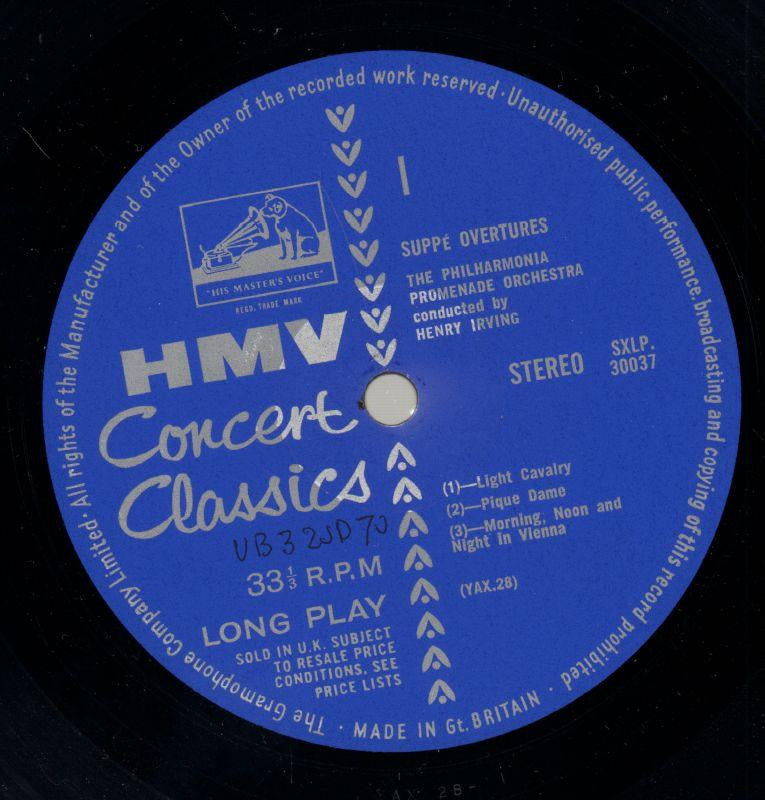 The Gramophone Company Limited · All rights of the Manufacturer and of the Owner of the recorded work reserved · Unauthorised public performance, broadcasting and copying of this record prohibited ·
MADE IN Gt. BRITAIN ·
1
"HIS MASTER'S VOICE"
REGD. TRADE MARK
SUPPÉ OVERTURES
THE PHILHARMONIA
PROMENADE ORCHESTRA
conducted by
HENRY IRVING
HMV
Concert
Classics
STEREO
SXLP.
30037
(1)—Light Cavalry
(2)—Pique Dame
(3)—Morning, Noon and
Night in Vienna
(YAX.28)
33⅓ R.P.M
LONG PLAY
SOLD IN U.K. SUBJECT
TO RESALE PRICE
CONDITIONS, SEE
PRICE LISTS